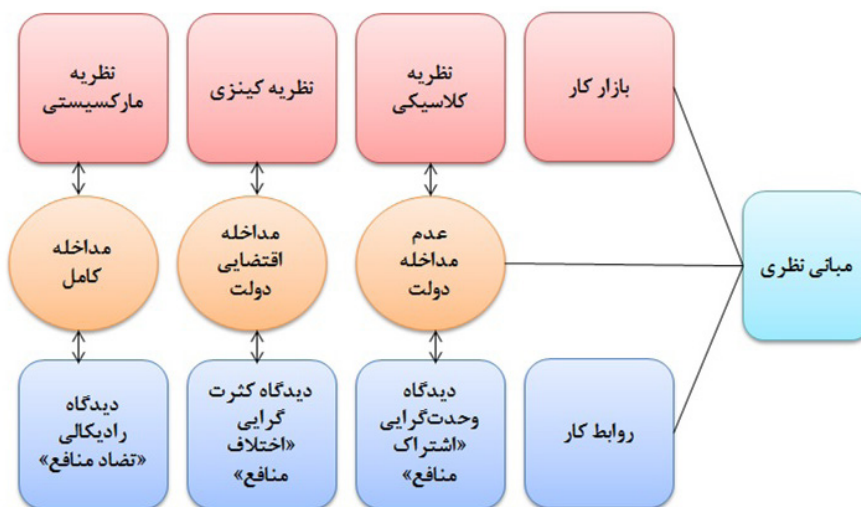 بازار کار
نظریه
کلاسیکی
نظریه کینزی
نظریه
مارکسیستی
مبانی نظری
عدم
مداخله
دولت
مداخله
اقتضایی
دولت
مداخله
کامل
روابط کار
دیدگاه
وحدت‌گرایی
«اشتراک
منافع»
دیدگاه کثرت
گرایی
«اختلاف
منافع»
دیدگاه
رادیکالی
«تضاد منافع»